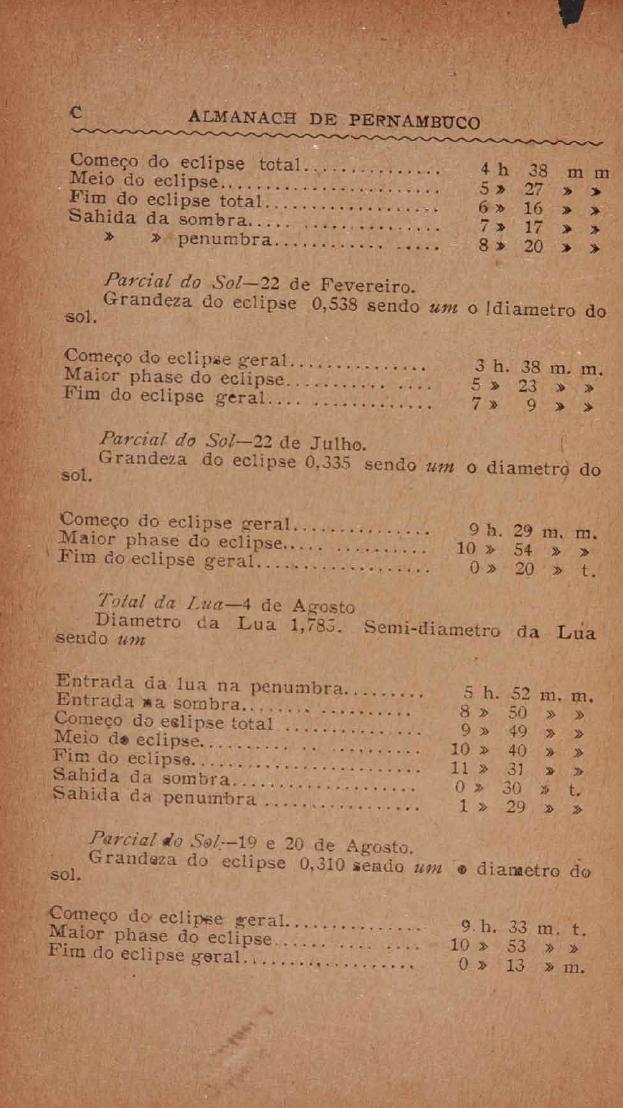 C ALMANACH DE PERNAMBUCO
Começo do eclipse total.............. 4 h 38 m m
Meio do eclipse........................ 5 » 27 » »
Fim do eclipse total................... 6 » 16 » »
Sahida da sombra..... ................ 7 » 17 » »
» » penumbra............ ..... 8 » 20 » »
Parcial do Sol—22 de Fevereiro.
Grandeza do eclipse 0,538 sendo um o diametro do
sol.
Começo do eclipse geral............... 3 h. 38 m. m.
Maior phase do eclipse........... .... 5 » 23 » »
Fim do eclipse geral.... ............. 7 » 9 » »
Parcial do Sol—22 de Julho.
Grandeza do eclipse 0,335 sendo um o diametro do
sol.
Começo do eclipse geral............... 9 h. 29 m. m.
Maior phase do eclipse..... .......... 10 » 54 » »
Fim do eclipse geral................... 0 » 20 » t.
Total da Lua—4 de Agosto
Diametro da Lua 1,785. Semi-diametro da Lua
sendo um
Entrada da lua na penumbra......... 5 h. 52 m. m.
Entrada na sombra...... ............. 8 » 50 » »
Começo do eclipse total ............... 9 » 49 » »
Meio do eclipse......... .............. 10 » 40 » »
Fim do eclipse......................... 11 » 31 » »
Sahida da sombra..................... 0 » 30 » t.
Sahida da penumbra ................. 1 » 29 » »
Parcial do Sol—19 e 20 de Agosto.
Grandeza do eclipse 0,310 sendo um o diametro do
sol.
Começo do eclipse geral............... 9 h. 33 m. t.
Maior phase do eclipse...... ... .... 10 » 53 » »
Fim do eclipse geral................... 0 » 13 » m.